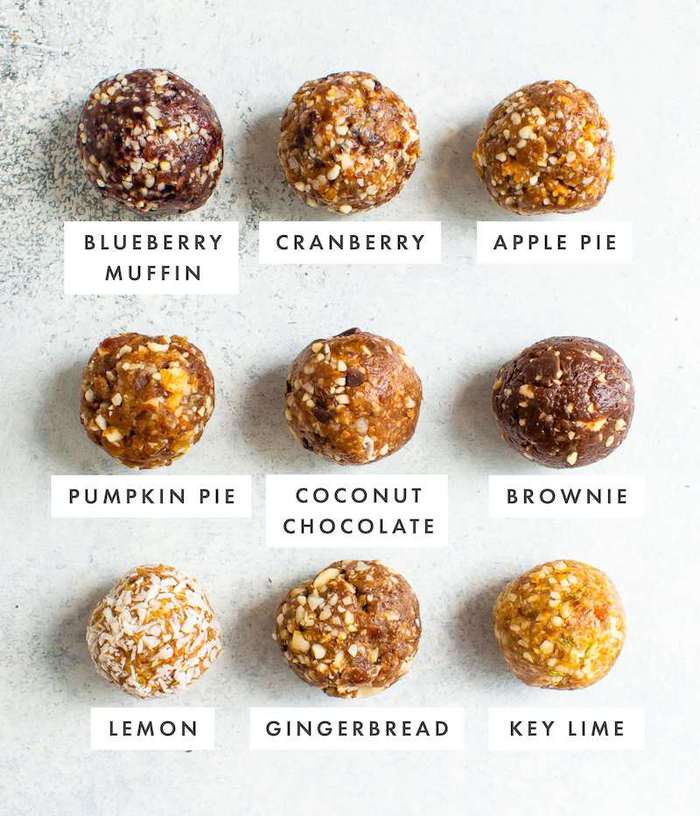 BLUEBERRY
MUFFIN
CRANBERRY
APPLE PIE
PUMPKIN PIE
COCONUT
CHOCOLATE
BROWNIE
LEMON
GINGERBREAD
KEY LIME